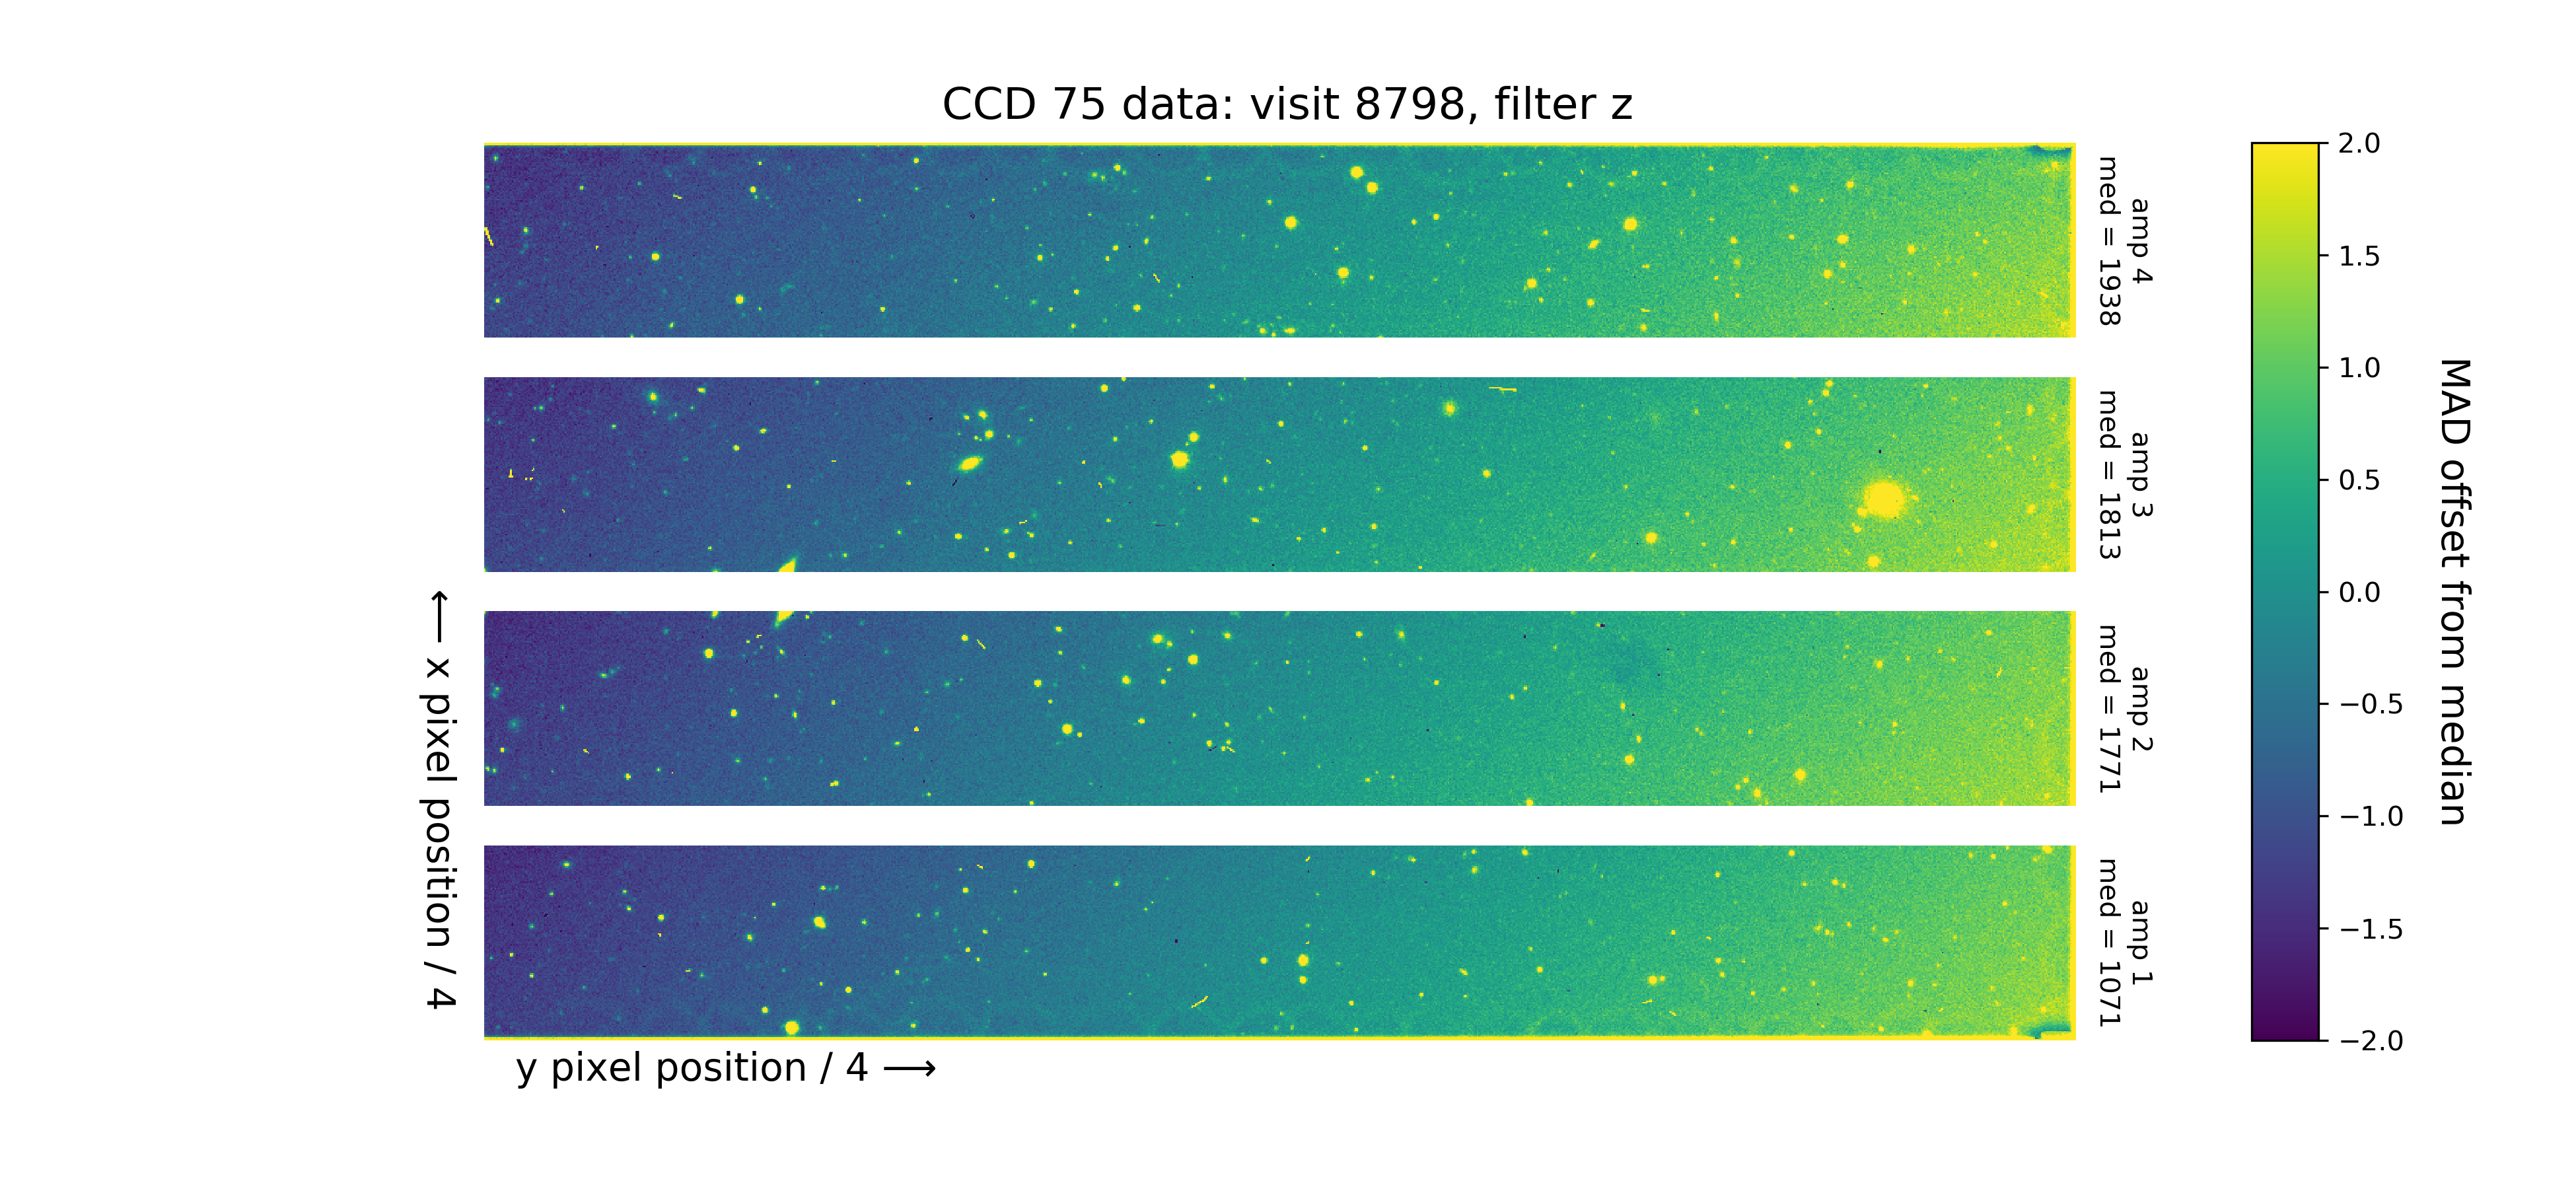 CCD 75 data: visit 8798, filter z
amp 4
med = 1938
amp 3
med = 1813
amp 2
med = 1771
amp 1
med = 1071
⟵ x pixel position / 4
y pixel position / 4 ⟶
2.0
1.5
1.0
0.5
0.0
−0.5
−1.0
−1.5
−2.0
MAD offset from median